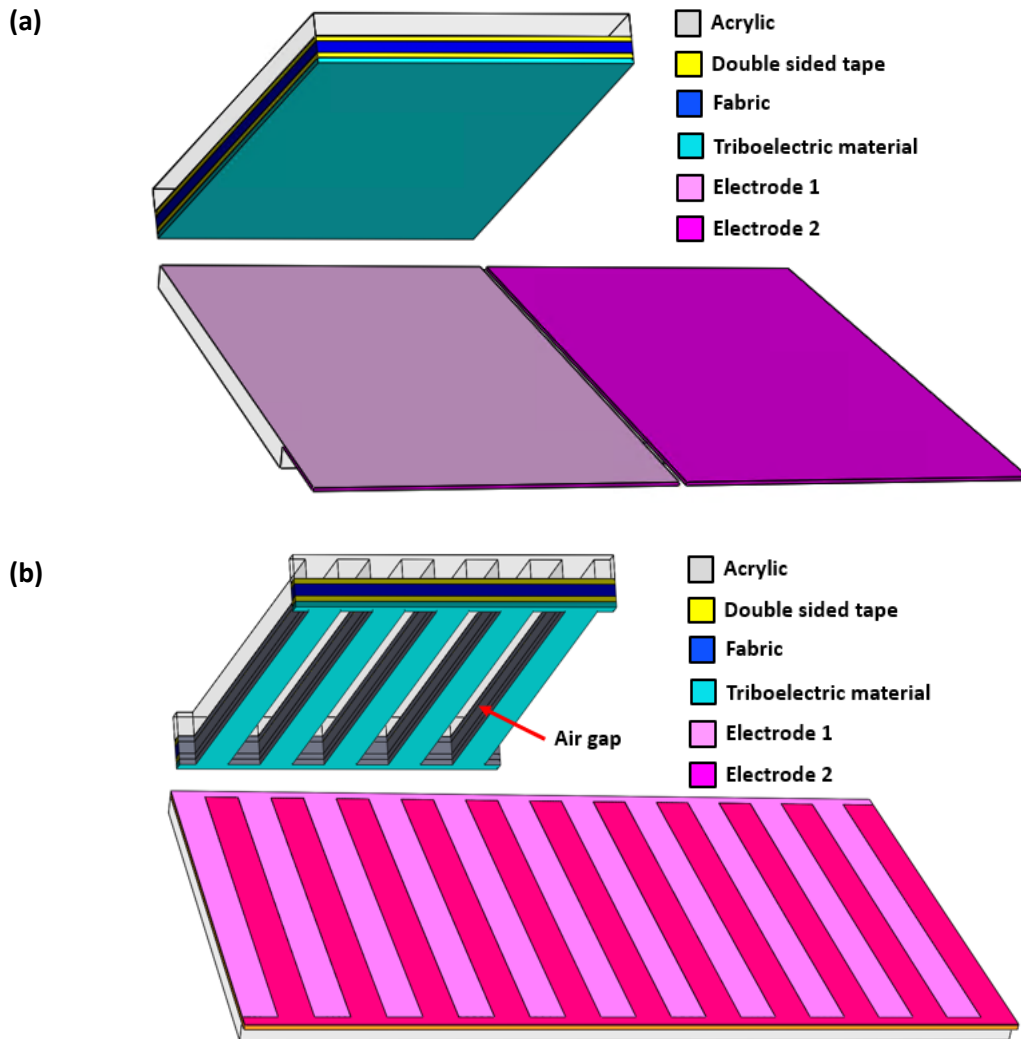 (a)
Acrylic
Double sided tape
Fabric
Triboelectric material
Electrode 1
Electrode 2
(b)
Acrylic
Double sided tape
Fabric
Triboelectric material
Electrode 1
Electrode 2
Air gap